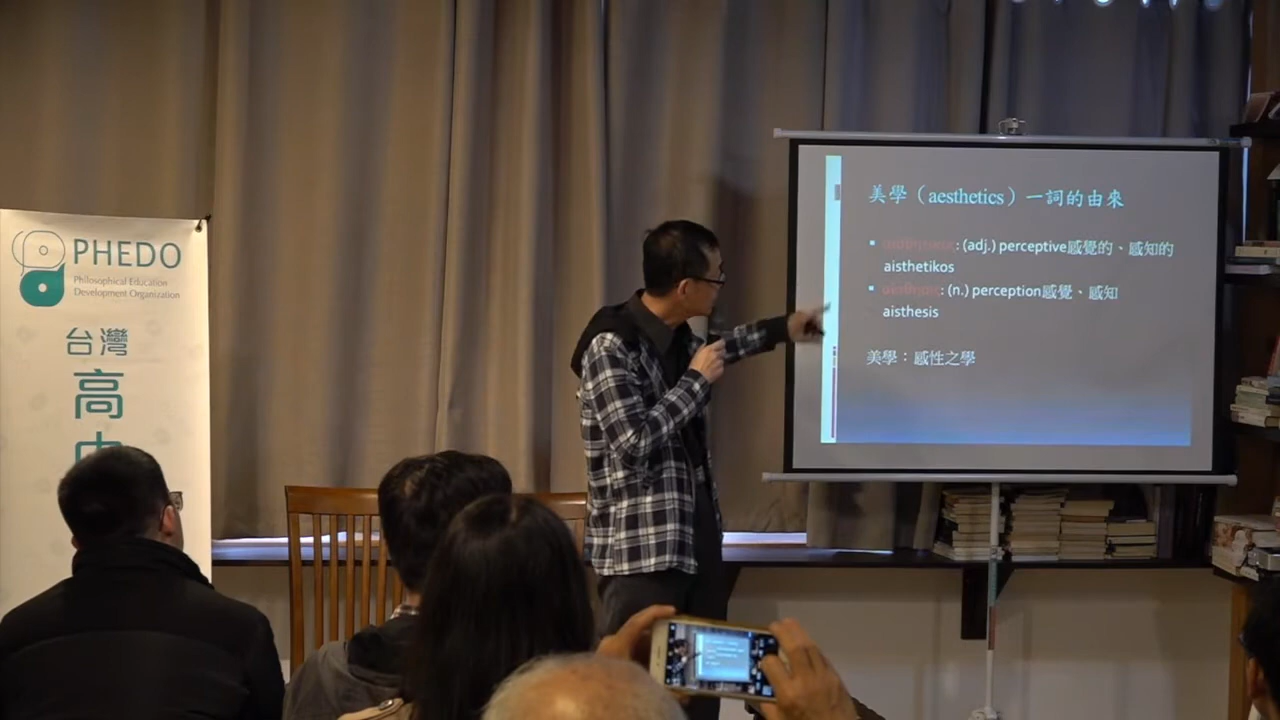 PHEDO
Philosophical Education
Development Organization
台灣
高
美學（aesthetics）一詞的由來
: (adj.) perceptive感覺的、感知的
aisthetikos
: (n.) perception感覺、感知
aisthesis
美學：感性之學